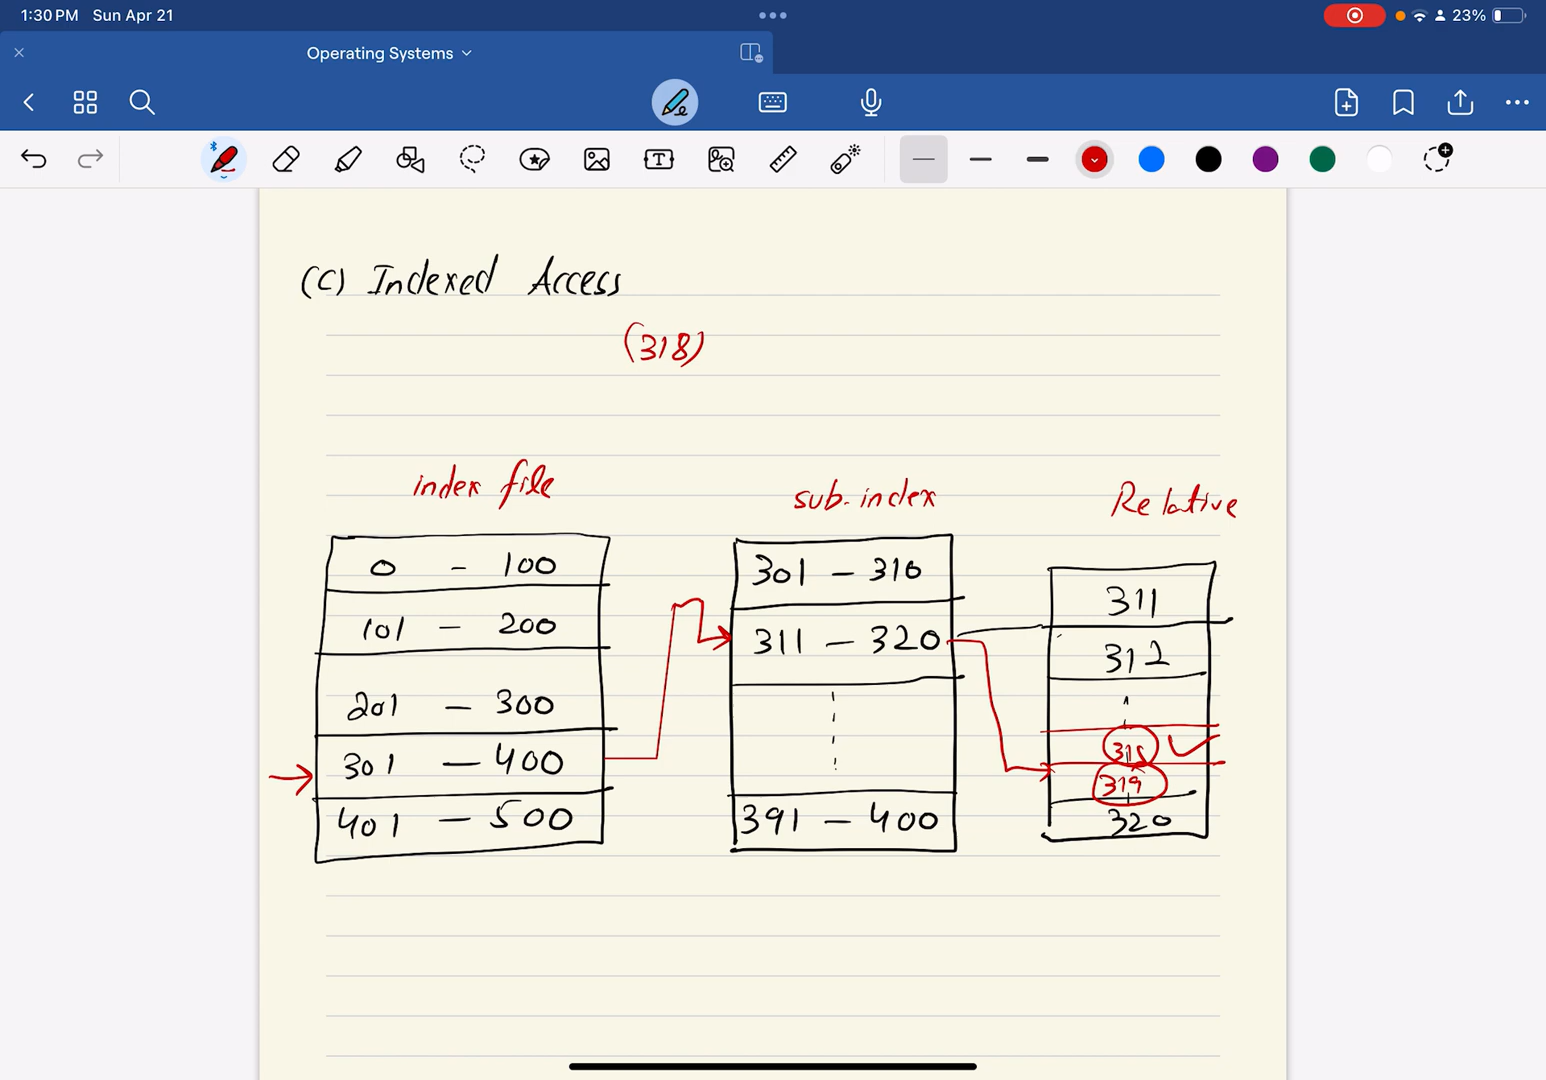 1:30 PM Sun Apr 21
23%
Operating Systems
(C) Indexed Access
(318)
index file
sub-index
Relative
0 - 100
101 - 200
201 - 300
301 - 400
401 - 500
301 - 310
311 - 320
391 - 400
311
312
318
319
320